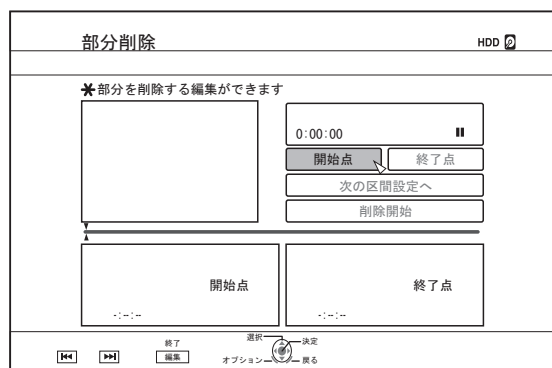 部分削除 HDD
部分を削除する編集ができます
0:00:00
開始点 終了点
次の区間設定へ
削除開始
開始点 終了点
-:--:-- -:--:--
終了 選択 決定
編集 オプション 戻る